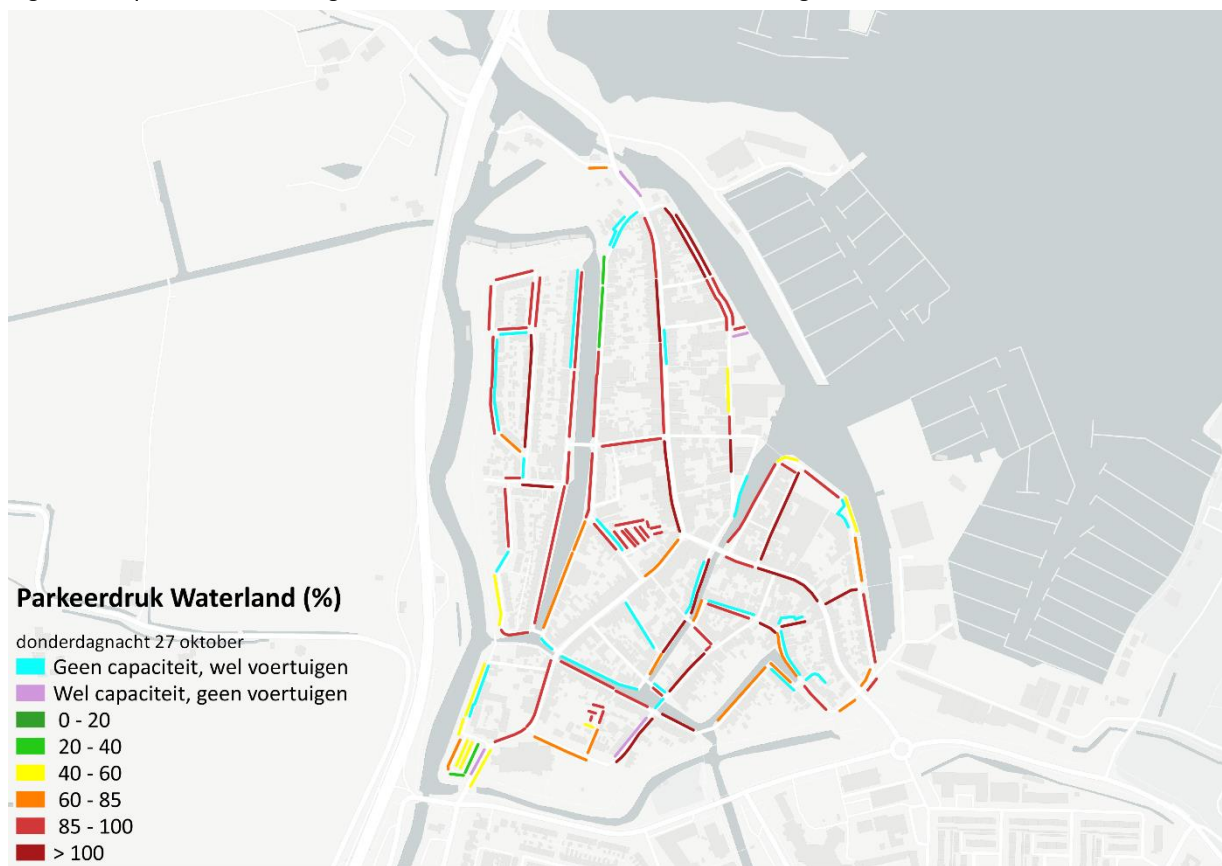 Parkeerdruk Waterland (%)
donderdagnacht 27 oktober
Geen capaciteit, wel voertuigen
Wel capaciteit, geen voertuigen
0 - 20
20 - 40
40 - 60
60 - 85
85 - 100
> 100